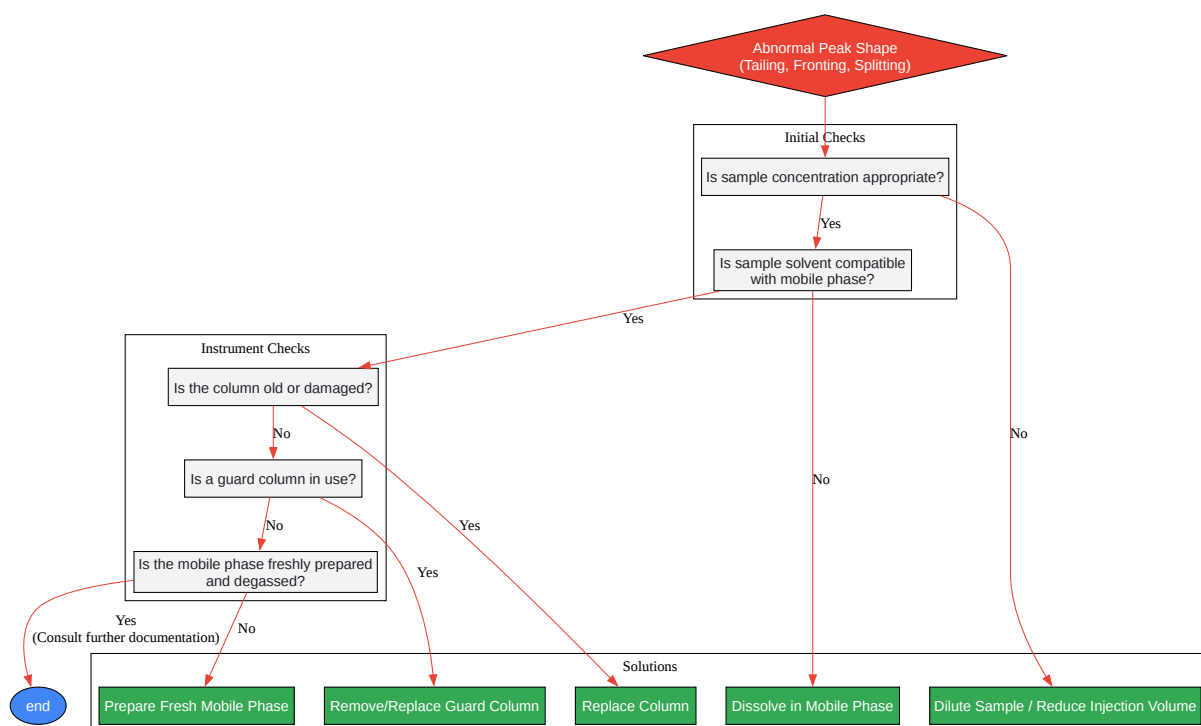 Abnormal Peak Shape
(Tailing, Fronting, Splitting)
Initial Checks
Is sample concentration appropriate?
Yes
Is sample solvent compatible
with mobile phase?
Yes
Instrument Checks
Is the column old or damaged?
No
No
Is a guard column in use?
No
No
Yes
Is the mobile phase freshly prepared
and degassed?
Yes
Yes
(Consult further documentation)
No
Solutions
end
Prepare Fresh Mobile Phase
Remove/Replace Guard Column
Replace Column
Dissolve in Mobile Phase
Dilute Sample / Reduce Injection Volume